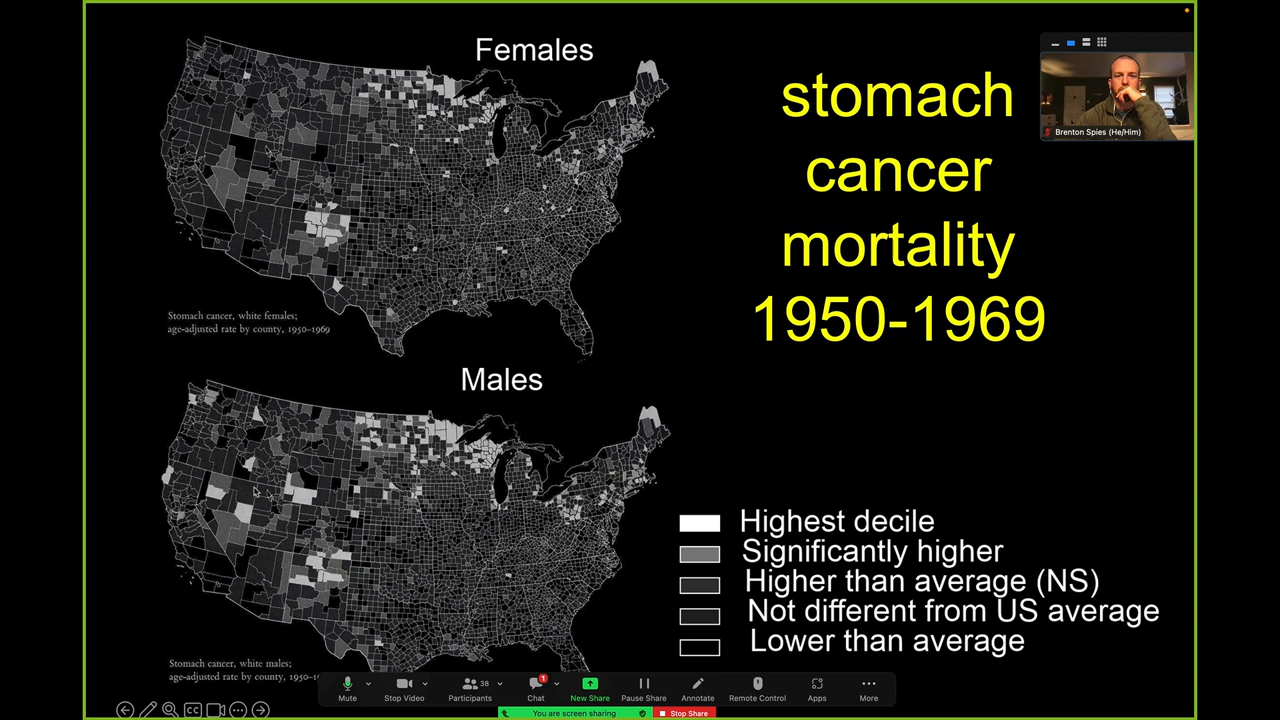 Females
stomach
cancer
mortality
1950-1969
Brenton Spies (He/Him)
Stomach cancer, white females;
age-adjusted rate by county, 1950–1969
Males
Highest decile
Significantly higher
Higher than average (NS)
Not different from US average
Lower than average
Stomach cancer, white males;
age-adjusted rate by county, 1950–
38
1
Mute
Stop Video
Participants
Chat
New Share
Pause Share
Annotate
Remote Control
Apps
More
You are screen sharing
Stop Share
CC